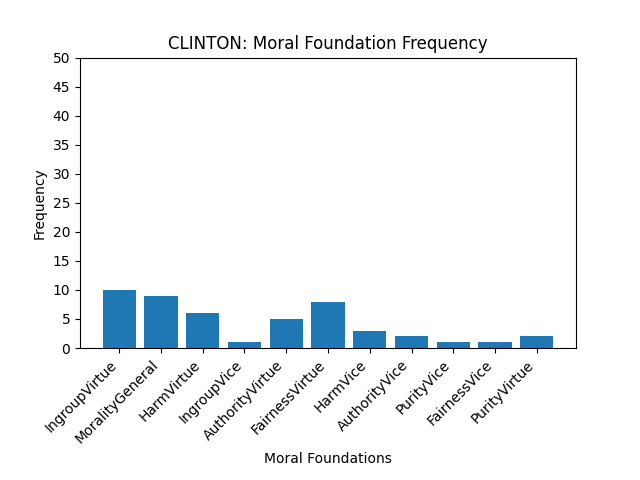 CLINTON: Moral Foundation Frequency
50
45
40
35
30
25
20
15
10
5
0
Frequency
IngroupVirtue
MoralityGeneral
HarmVirtue
IngroupVice
AuthorityVirtue
FairnessVirtue
HarmVice
AuthorityVice
PurityVice
FairnessVice
PurityVirtue
Moral Foundations